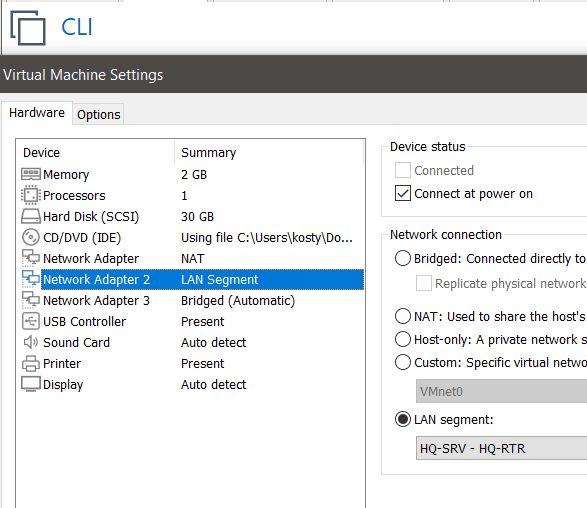 CLI
Virtual Machine Settings
Hardware
Options
Device Summary
Memory 2 GB
Processors 1
Hard Disk (SCSI) 30 GB
CD/DVD (IDE) Using file C:\Users\kosty\Do...
Network Adapter NAT
Network Adapter 2 LAN Segment
Network Adapter 3 Bridged (Automatic)
USB Controller Present
Sound Card Auto detect
Printer Present
Display Auto detect
Device status
Connected
Connect at power on
Network connection
Bridged: Connected directly to
Replicate physical network
NAT: Used to share the host's
Host-only: A private network s
Custom: Specific virtual netwo
VMnet0
LAN segment:
HQ-SRV - HQ-RTR